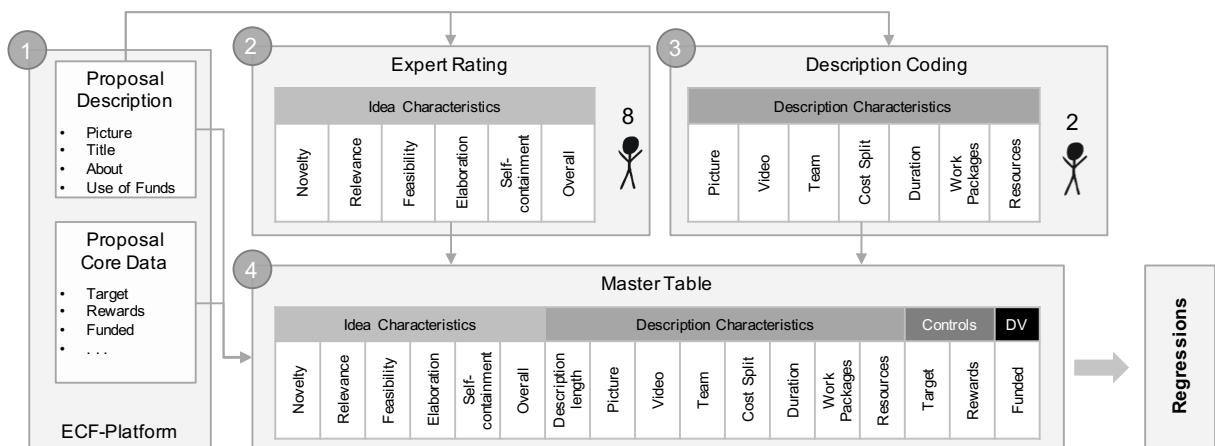 1
Proposal
Description
• Picture
• Title
• About
• Use of Funds
Proposal
Core Data
• Target
• Rewards
• Funded
• . . .
ECF-Platform
2
Expert Rating
Idea Characteristics
Novelty
Relevance
Feasibility
Elaboration
Self-
containment
Overall
8
3
Description Coding
Description Characteristics
Picture
Video
Team
Cost Split
Duration
Work
Packages
Resources
2
4
Master Table
Idea Characteristics
Description Characteristics
Controls
DV
Novelty
Relevance
Feasibility
Elaboration
Self-
containment
Overall
Description
length
Picture
Video
Team
Cost Split
Duration
Work
Packages
Resources
Target
Rewards
Funded
Regressions